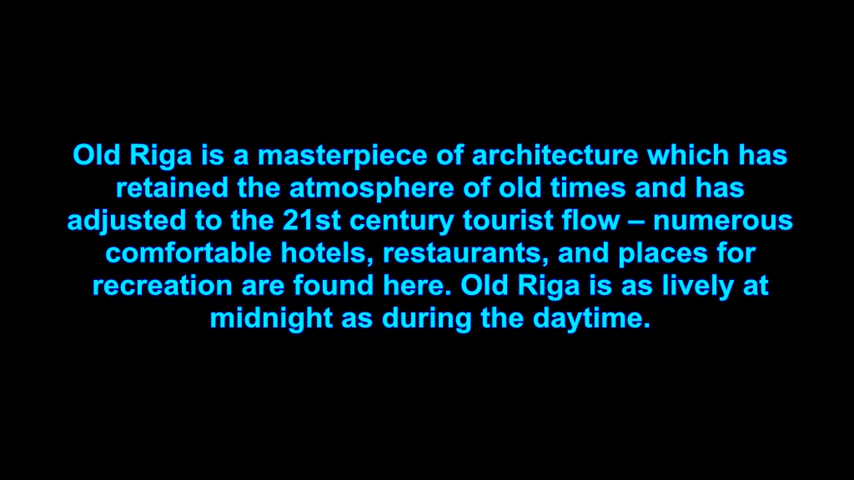 Old Riga is a masterpiece of architecture which has
retained the atmosphere of old times and has
adjusted to the 21st century tourist flow – numerous
comfortable hotels, restaurants, and places for
recreation are found here. Old Riga is as lively at
midnight as during the daytime.